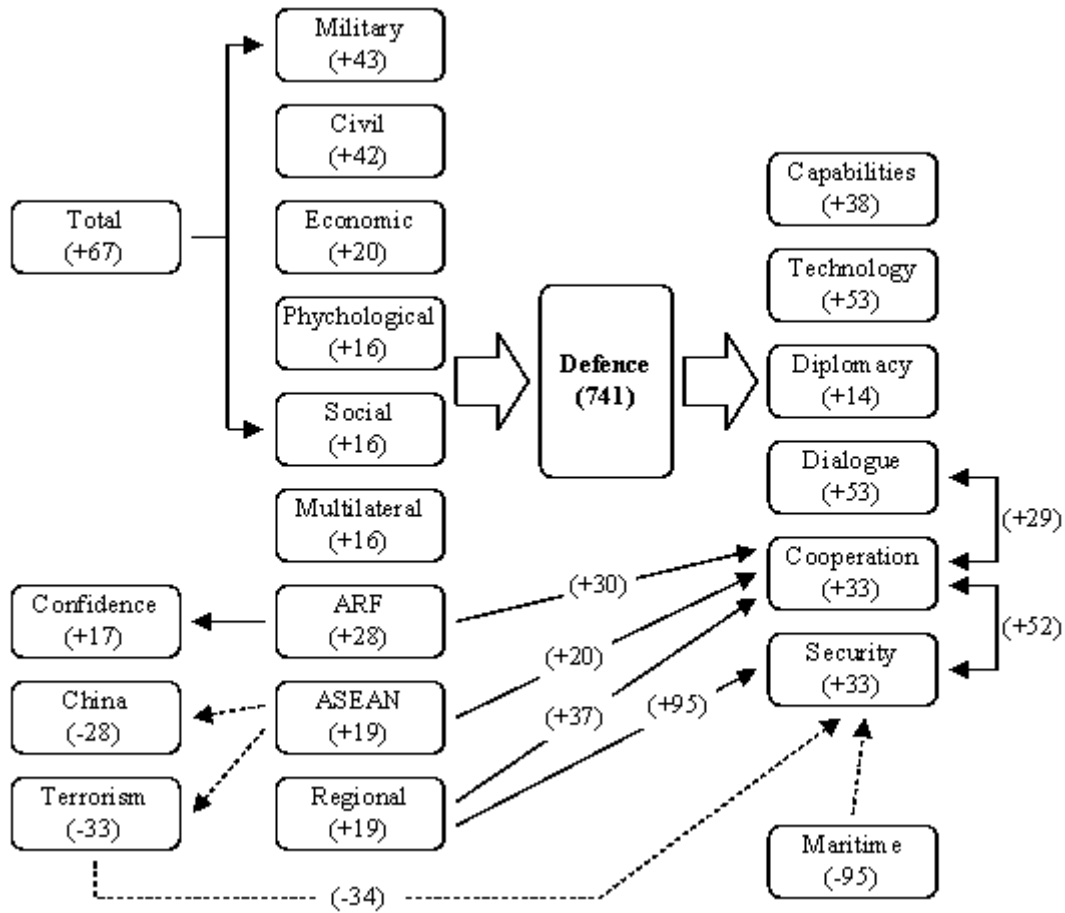 Military
(+43)
Civil
(+42)
Capabilities
(+38)
Total
(+67)
Economic
(+20)
Technology
(+53)
Phychological
(+16)
Defence
(741)
Diplomacy
(+14)
Social
(+16)
Dialogue
(+53)
Multilateral
(+16)
(+29)
Cooperation
(+33)
(+30)
Confidence
(+17)
ARF
(+28)
(+52)
(+20)
Security
(+33)
China
(-28)
ASEAN
(+19)
(+37)
(+95)
Terrorism
(-33)
Regional
(+19)
Maritime
(-95)
(-34)